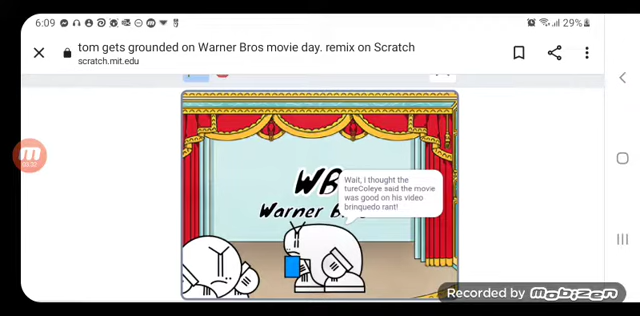 6:09
29%
tom gets grounded on Warner Bros movie day. remix on Scratch
scratch.mit.edu
WB
Wait, I thought the
tureColeye said the movie
was good on his video
brinquedo rant!
Warner b
Recorded by mobizen